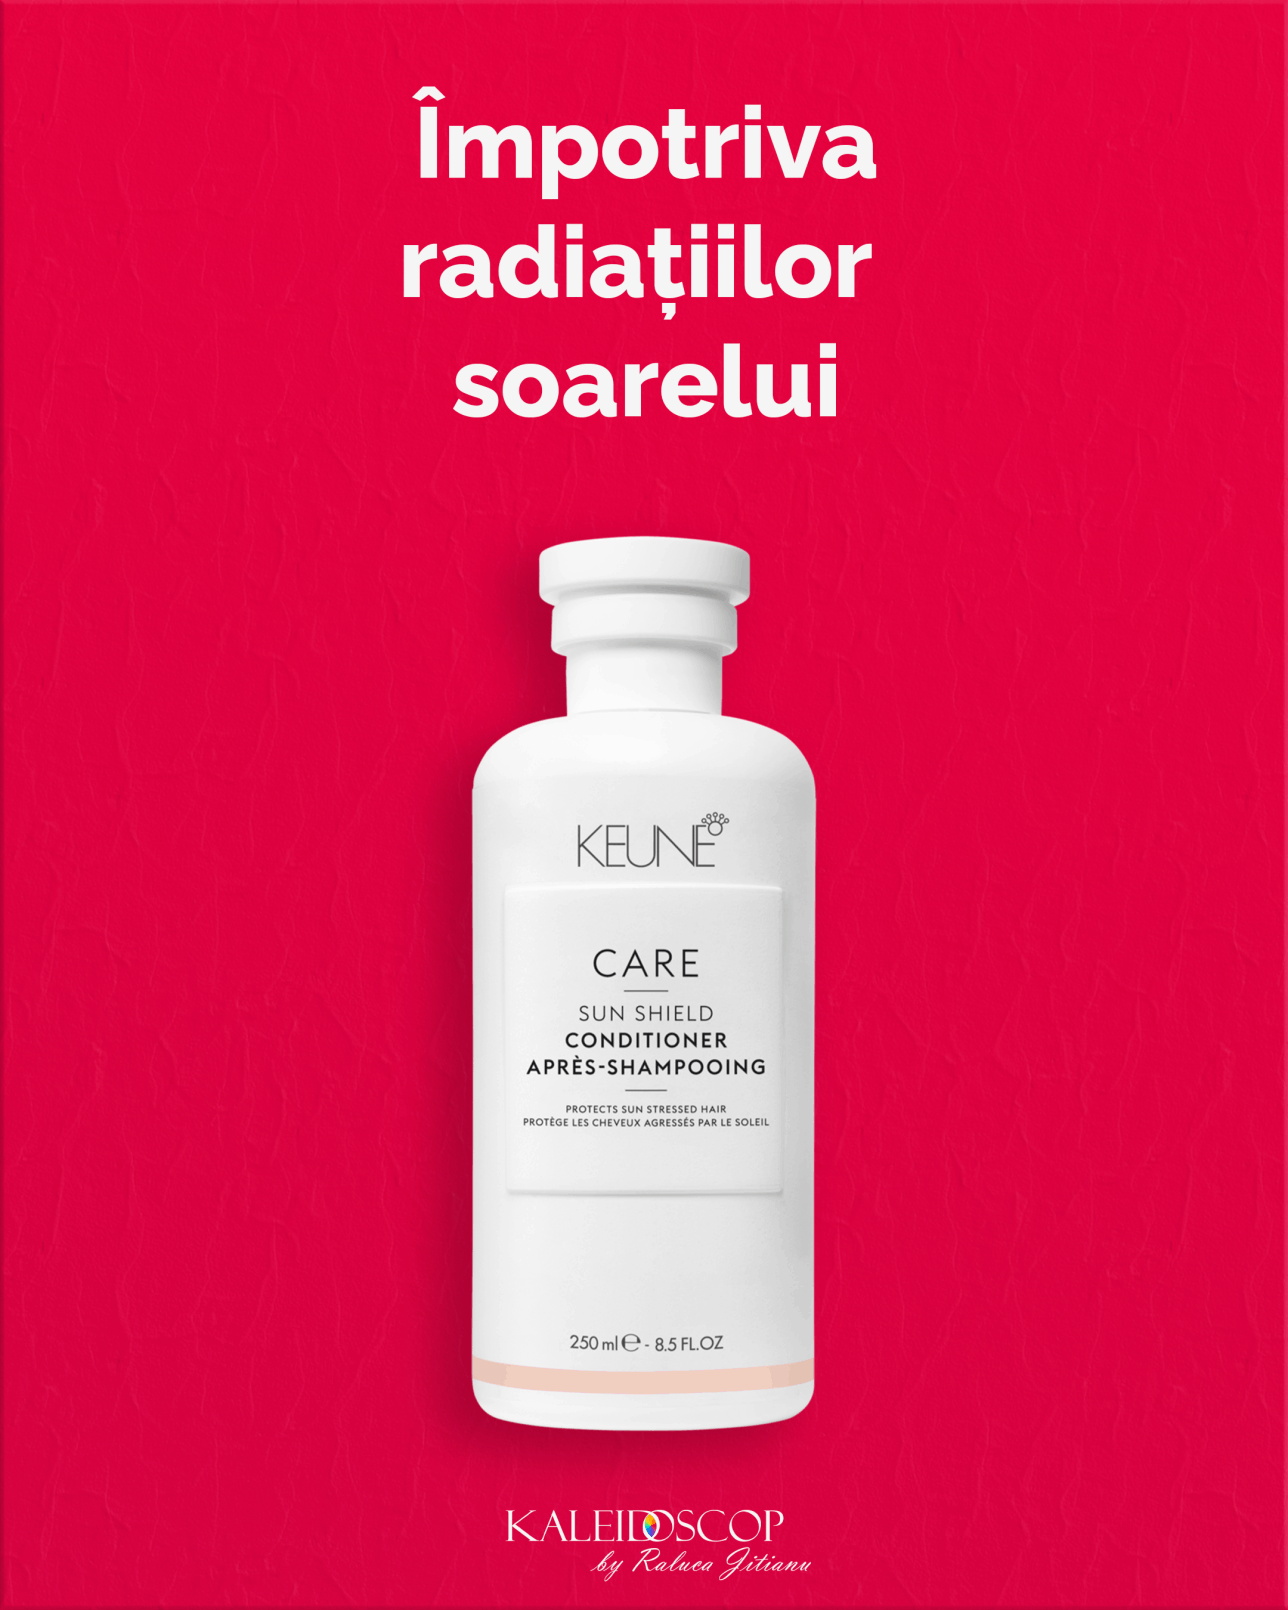 Împotriva
radiațiilor
soarelui
KEUNE
CARE
SUN SHIELD
CONDITIONER
APRÈS-SHAMPOOING
PROTECTS SUN STRESSED HAIR
PROTÈGE LES CHEVEUX AGRESSÉS PAR LE SOLEIL
250 ml ℮ - 8.5 FL.OZ
KALEIDOSCOP
by Raluca Jitianu